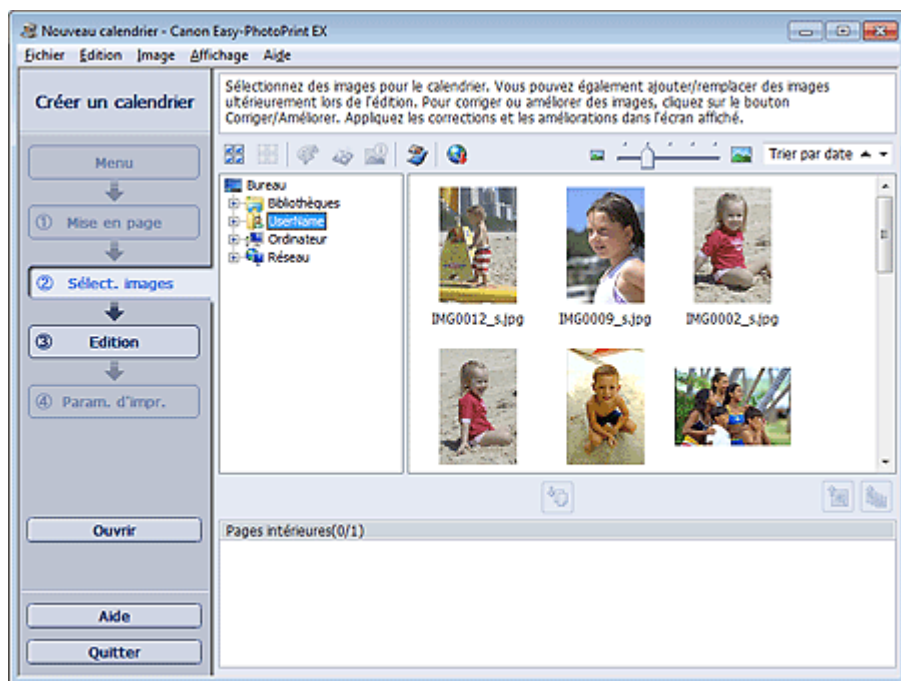 Nouveau calendrier - Canon Easy-PhotoPrint EX
Fichier Édition Image Affichage Aide
Créer un calendrier
Sélectionnez des images pour le calendrier. Vous pouvez également ajouter/remplacer des images
ultérieurement lors de l'édition. Pour corriger ou améliorer des images, cliquez sur le bouton
Corriger/Améliorer. Appliquez les corrections et les améliorations dans l'écran affiché.
Menu
① Mise en page
② Sélect. images
③ Edition
④ Param. d'impr.
Ouvrir
Aide
Quitter
Trier par date
Bureau
Bibliothèques
UserName
Ordinateur
Réseau
IMG0012_s.jpg IMG0009_s.jpg IMG0002_s.jpg
Pages intérieures(0/1)